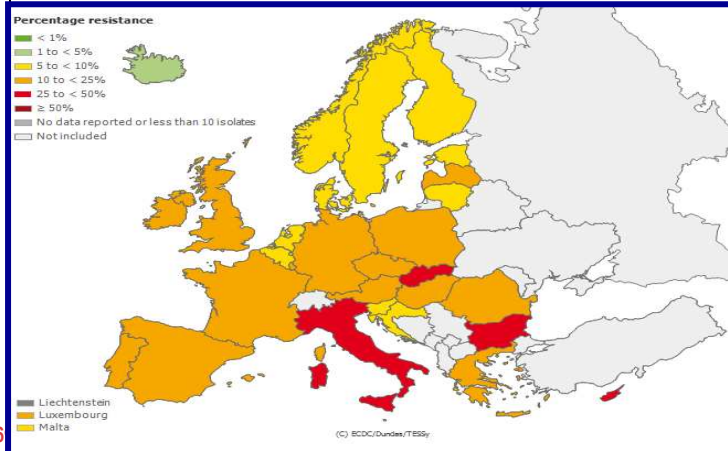 Percentage resistance
< 1%
1 to < 5%
5 to < 10%
10 to < 25%
25 to < 50%
≥ 50%
No data reported or less than 10 isolates
Not included
Liechtenstein
Luxembourg
Malta
(C) ECDC/Dundas/TESSy